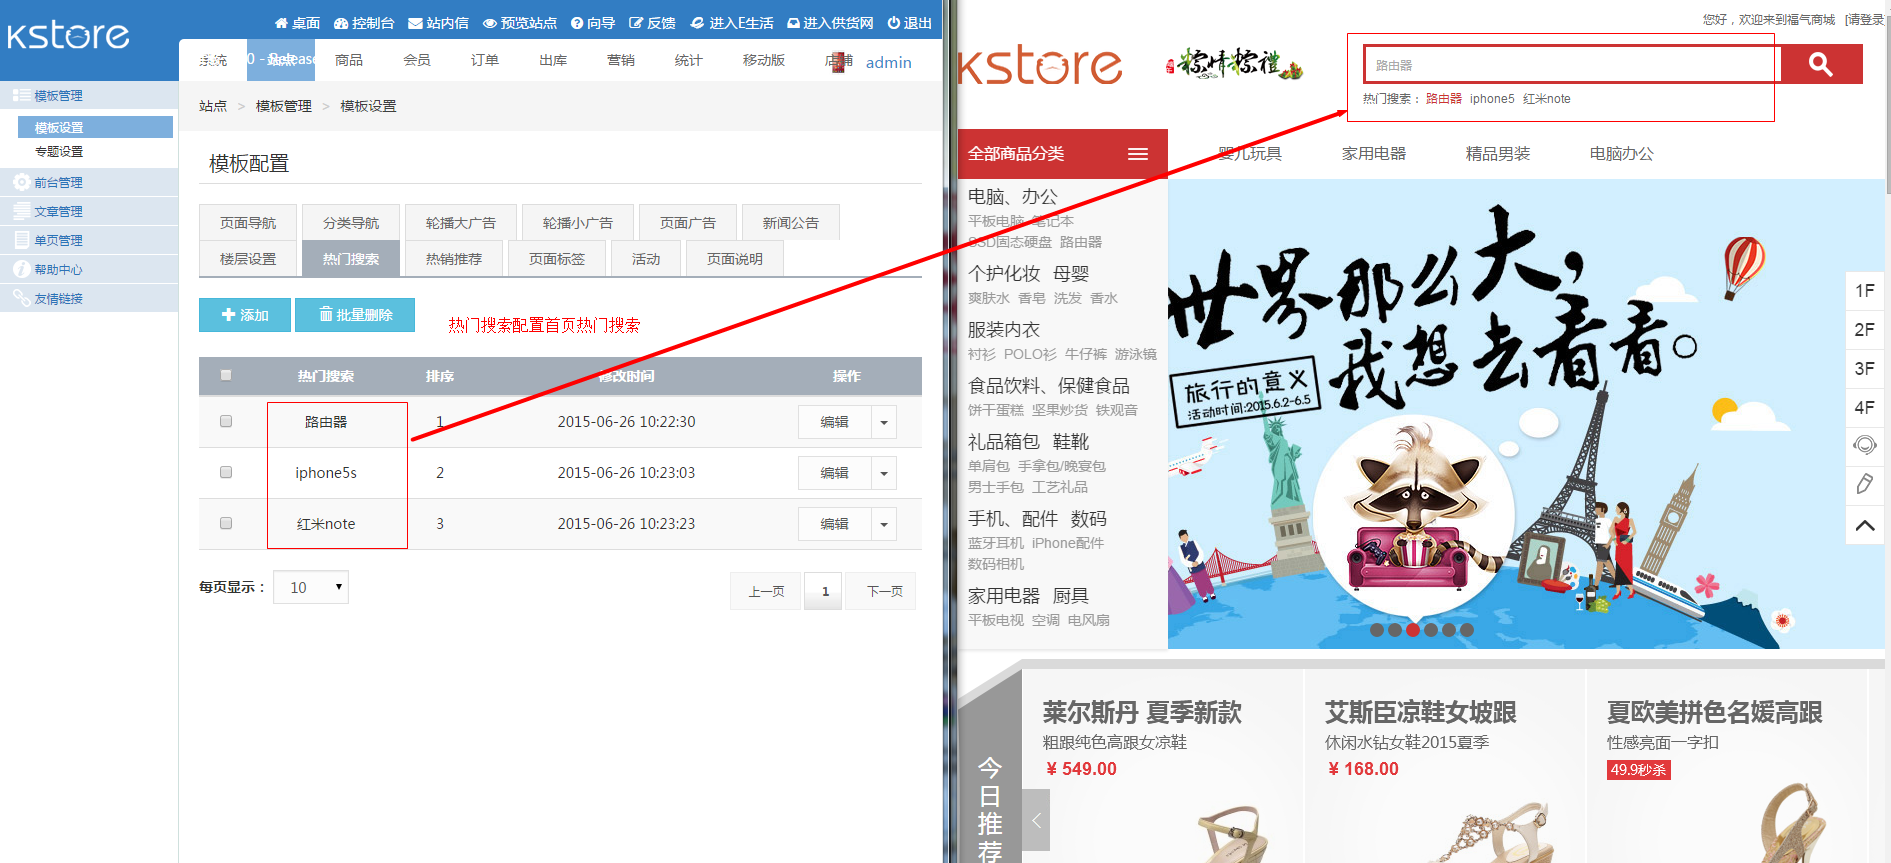 kstore
桌面 控制台 站内信 预览站点 向导 反馈 进入E生活 进入供货网 退出
系统 站点 商品 会员 订单 出库 营销 统计 移动版 店铺 admin
模板管理
模板设置
专题设置
前台管理
文章管理
单页管理
帮助中心
友情链接
站点 > 模板管理 > 模板设置
模板配置
页面导航 分类导航 轮播大广告 轮播小广告 页面广告 新闻公告
楼层设置 热门搜索 热销推荐 页面标签 活动 页面说明
添加 批量删除
热门搜索配置首页热门搜索
热门搜索 排序 修改时间 操作
路由器 1 2015-06-26 10:22:30 编辑
iphone5s 2 2015-06-26 10:23:03 编辑
红米note 3 2015-06-26 10:23:23 编辑
每页显示： 10
上一页 1 下一页
您好，欢迎来到福气商城 [请登录
kstore
粽情粽禮
路由器
热门搜索： 路由器 iphone5 红米note
全部商品分类
婴儿玩具 家用电器 精品男装 电脑办公
电脑、办公
平板电脑 笔记本
SSD固态硬盘 路由器
个护化妆 母婴
爽肤水 香皂 洗发 香水
服装内衣
衬衫 POLO衫 牛仔裤 游泳镜
食品饮料、保健食品
饼干蛋糕 坚果炒货 铁观音
礼品箱包 鞋靴
单肩包 手拿包/晚宴包
男士手包 工艺礼品
手机、配件 数码
蓝牙耳机 iPhone配件
数码相机
家用电器 厨具
平板电视 空调 电风扇
世界那么大，
我想去看看。
旅行的意义
活动时间:2015.6.2-6.5
1F
2F
3F
4F
今日推荐
莱尔斯丹 夏季新款
粗跟纯色高跟女凉鞋
¥ 549.00
艾斯臣凉鞋女坡跟
休闲水钻女鞋2015夏季
¥ 168.00
夏欧美拼色名媛高跟
性感亮面一字扣
49.9秒杀